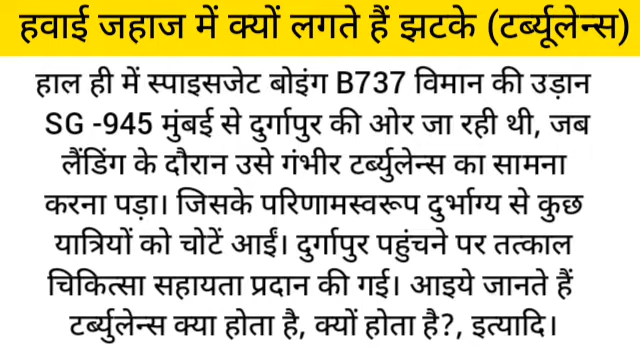 हवाई जहाज में क्यों लगते हैं झटके (टर्ब्यूलेन्स)
हाल ही में स्पाइसजेट बोइंग B737 विमान की उड़ान
SG -945 मुंबई से दुर्गापुर की ओर जा रही थी, जब
लैंडिंग के दौरान उसे गंभीर टर्ब्युलेन्स का सामना
करना पड़ा। जिसके परिणामस्वरूप दुर्भाग्य से कुछ
यात्रियों को चोटें आईं। दुर्गापुर पहुंचने पर तत्काल
चिकित्सा सहायता प्रदान की गई। आइये जानते हैं
टर्ब्युलेन्स क्या होता है, क्यों होता है?, इत्यादि।